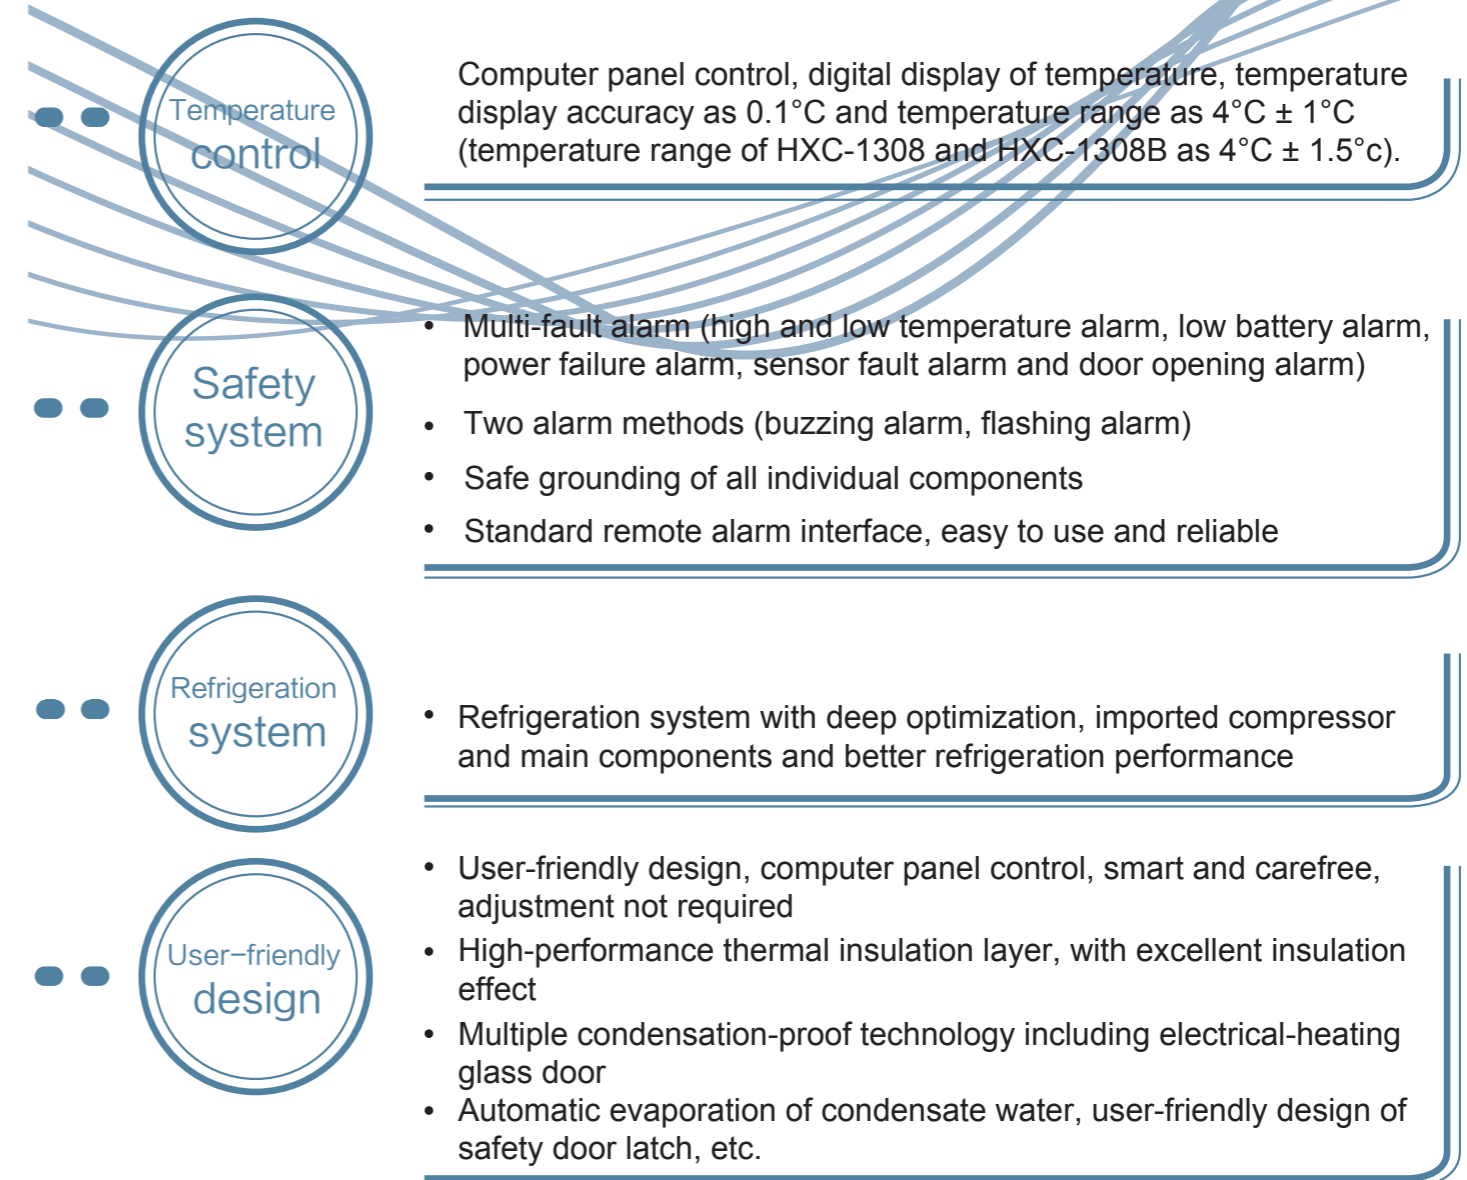 Temperature
control
Computer panel control, digital display of temperature, temperature
display accuracy as 0.1°C and temperature range as 4°C ± 1°C
(temperature range of HXC-1308 and HXC-1308B as 4°C ± 1.5°c).
Safety
system
• Multi-fault alarm (high and low temperature alarm, low battery alarm,
power failure alarm, sensor fault alarm and door opening alarm)
• Two alarm methods (buzzing alarm, flashing alarm)
• Safe grounding of all individual components
• Standard remote alarm interface, easy to use and reliable
Refrigeration
system
• Refrigeration system with deep optimization, imported compressor
and main components and better refrigeration performance
User-friendly
design
• User-friendly design, computer panel control, smart and carefree,
adjustment not required
• High-performance thermal insulation layer, with excellent insulation
effect
• Multiple condensation-proof technology including electrical-heating
glass door
• Automatic evaporation of condensate water, user-friendly design of
safety door latch, etc.